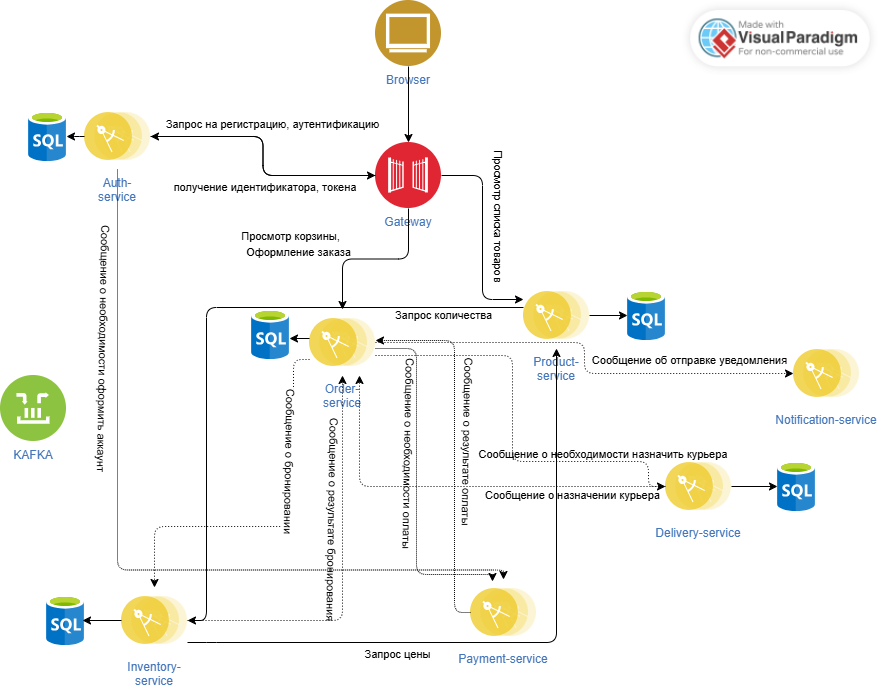 Made with
VisualParadigm
For non-commercial use
Browser
Запрос на регистрацию, аутентификацию
SQL
Auth-
service
получение идентификатора, токена
Gateway
Просмотр списка товаров
Просмотр корзины,
Оформление заказа
Сообщение о необходимости оформить аккаунт
Запрос количества
SQL
SQL
Order-
service
Product-
service
Сообщение об отправке уведомления
Notification-service
KAFKA
Сообщение о бронировании
Сообщение о результате бронирования
Сообщение о необходимости оплаты
Сообщение о результате оплаты
Сообщение о необходимости назначить курьера
Сообщение о назначении курьера
SQL
Delivery-service
SQL
Inventory-
service
Запрос цены
Payment-service